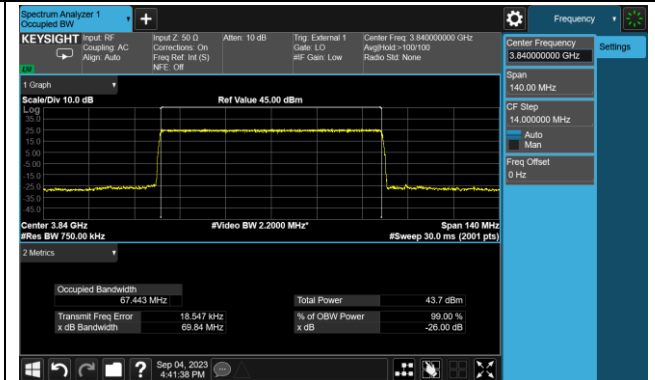 Spectrum Analyzer 1
Occupied BW
Frequency
KEYSIGHT
Input: RF
Coupling: AC
Align: Auto
Input Z: 50 Ω
Corrections: On
Freq Ref: Int (S)
NFE: Off
Atten: 10 dB
Trig: External 1
Gate: LO
#IF Gain: Low
Center Freq: 3.840000000 GHz
Avg|Hold:>100/100
Radio Std: None
Center Frequency
3.840000000 GHz
Settings
Span
140.00 MHz
CF Step
14.000000 MHz
Auto
Man
Freq Offset
0 Hz
1 Graph
Scale/Div 10.0 dB
Ref Value 45.00 dBm
Log
35.0
25.0
15.0
5.00
-5.00
-15.0
-25.0
-35.0
-45.0
Center 3.84 GHz
#Video BW 2.2000 MHz*
Span 140 MHz
#Res BW 750.00 kHz
#Sweep 30.0 ms (2001 pts)
2 Metrics
Occupied Bandwidth
67.443 MHz
Total Power
43.7 dBm
Transmit Freq Error
18.547 kHz
% of OBW Power
99.00 %
x dB Bandwidth
69.84 MHz
x dB
-26.00 dB
Sep 04, 2023
4:41:38 PM